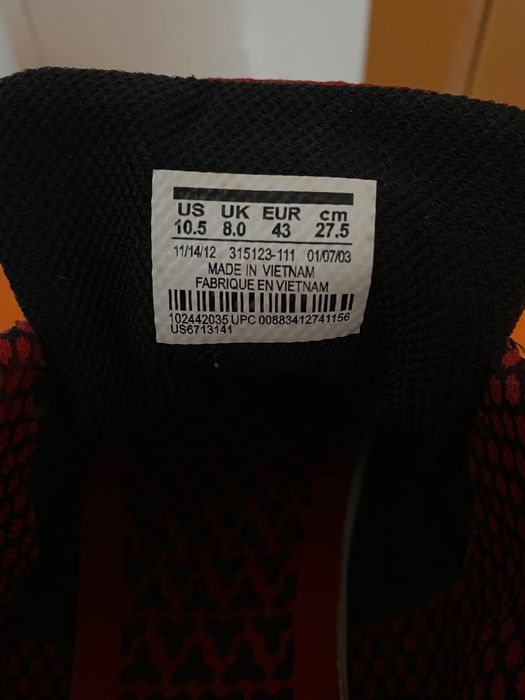 US UK EUR cm
10.5 8.0 43 27.5
11/14/12 315123-111 01/07/03
MADE IN VIETNAM
FABRIQUE EN VIETNAM
102442035 UPC 00883412741156
US6713141